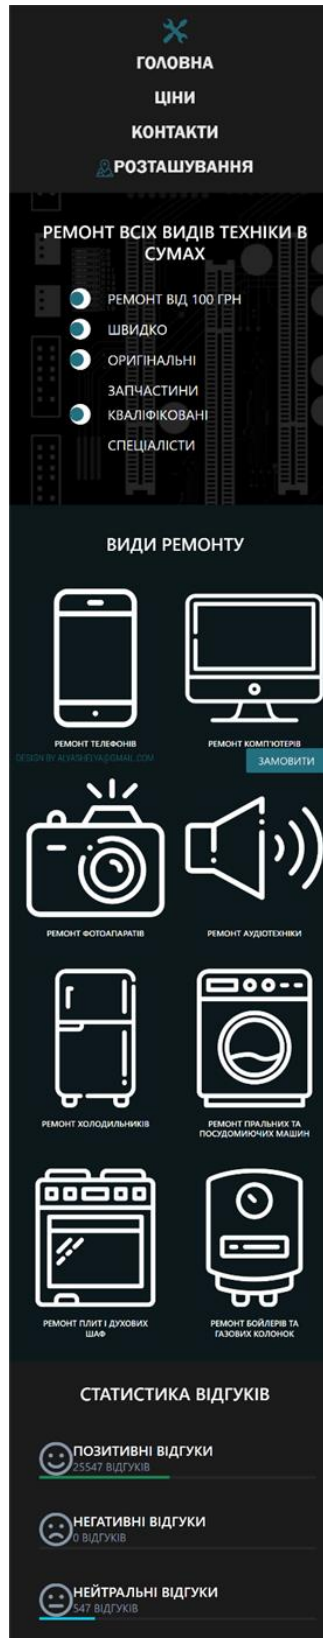 ГОЛОВНА
ЦІНИ
КОНТАКТИ
РОЗТАШУВАННЯ
РЕМОНТ ВСІХ ВИДІВ ТЕХНІКИ В
СУМАХ
РЕМОНТ ВІД 100 ГРН
ШВИДКО
ОРИГІНАЛЬНІ
ЗАПЧАСТИНИ
КВАЛІФІКОВАНІ
СПЕЦІАЛІСТИ
ВИДИ РЕМОНТУ
РЕМОНТ ТЕЛЕФОНІВ
РЕМОНТ КОМП'ЮТЕРІВ
DESIGN BY ALYASHEIYA@GMAIL.COM
ЗАМОВИТИ
РЕМОНТ ФОТОАПАРАТІВ
РЕМОНТ АУДІОТЕХНІКИ
РЕМОНТ ХОЛОДИЛЬНИКІВ
РЕМОНТ ПРАЛЬНИХ ТА
ПОСУДОМИЮЧИХ МАШИН
РЕМОНТ ПЛИТ І ДУХОВИХ
ШАФ
РЕМОНТ БОЙЛЕРІВ ТА
ГАЗОВИХ КОЛОНОК
СТАТИСТИКА ВІДГУКІВ
ПОЗИТИВНІ ВІДГУКИ
25547 ВІДГУКІВ
НЕГАТИВНІ ВІДГУКИ
0 ВІДГУКІВ
НЕЙТРАЛЬНІ ВІДГУКИ
547 ВІДГУКІВ